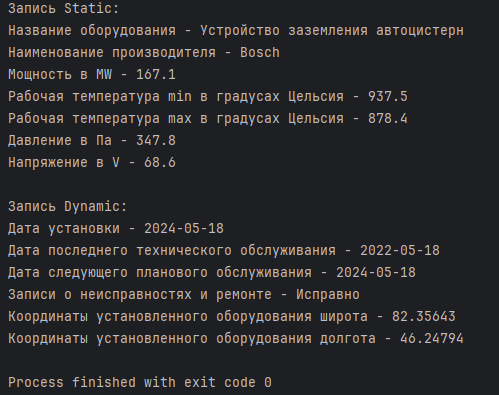 Запись Static:
Название оборудования - Устройство заземления автоцистерн
Наименование производителя - Bosch
Мощность в MW - 167.1
Рабочая температура min в градусах Цельсия - 937.5
Рабочая температура max в градусах Цельсия - 878.4
Давление в Па - 347.8
Напряжение в V - 68.6
Запись Dynamic:
Дата установки - 2024-05-18
Дата последнего технического обслуживания - 2022-05-18
Дата следующего планового обслуживания - 2024-05-18
Записи о неисправностях и ремонте - Исправно
Координаты установленного оборудования широта - 82.35643
Координаты установленного оборудования долгота - 46.24794
Process finished with exit code 0